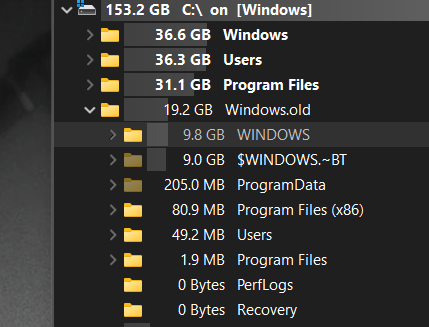 153.2 GB C:\ on [Windows]
36.6 GB Windows
36.3 GB Users
31.1 GB Program Files
19.2 GB Windows.old
9.8 GB WINDOWS
9.0 GB $WINDOWS.~BT
205.0 MB ProgramData
80.9 MB Program Files (x86)
49.2 MB Users
1.9 MB Program Files
0 Bytes PerfLogs
0 Bytes Recovery